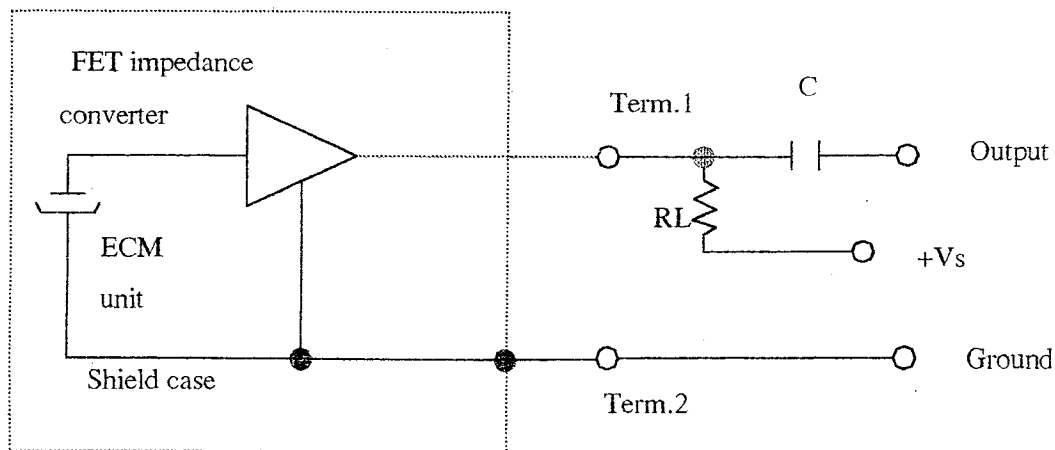 FET impedance
converter
ECM
unit
Shield case
Term.1
C
Output
RL
+Vs
Ground
Term.2